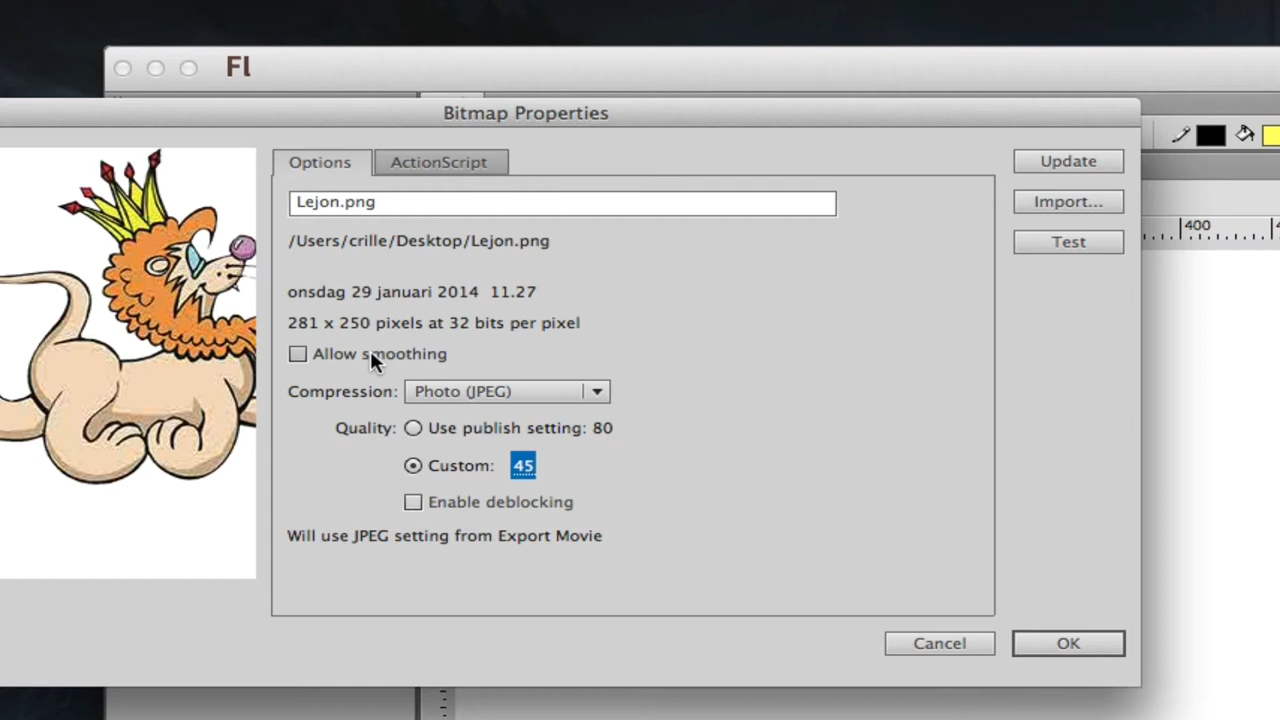 Fl
Bitmap Properties
Options
ActionScript
Update
Lejon.png
Import...
/Users/crille/Desktop/Lejon.png
Test
400
onsdag 29 januari 2014 11.27
281 x 250 pixels at 32 bits per pixel
Allow smoothing
Compression: Photo (JPEG)
Quality: Use publish setting: 80
Custom: 45
Enable deblocking
Will use JPEG setting from Export Movie
Cancel
OK